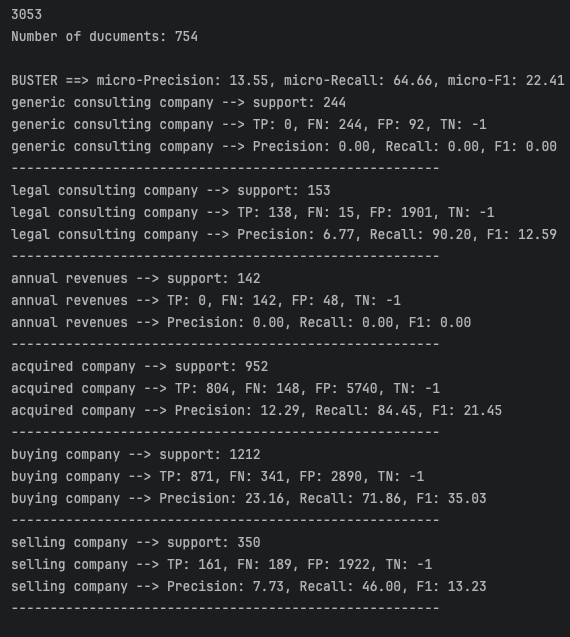 3053
Number of ducuments: 754
BUSTER ==> micro-Precision: 13.55, micro-Recall: 64.66, micro-F1: 22.41
generic consulting company --> support: 244
generic consulting company --> TP: 0, FN: 244, FP: 92, TN: -1
generic consulting company --> Precision: 0.00, Recall: 0.00, F1: 0.00
-------------------------------------------------------
legal consulting company --> support: 153
legal consulting company --> TP: 138, FN: 15, FP: 1901, TN: -1
legal consulting company --> Precision: 6.77, Recall: 90.20, F1: 12.59
-------------------------------------------------------
annual revenues --> support: 142
annual revenues --> TP: 0, FN: 142, FP: 48, TN: -1
annual revenues --> Precision: 0.00, Recall: 0.00, F1: 0.00
-------------------------------------------------------
acquired company --> support: 952
acquired company --> TP: 804, FN: 148, FP: 5740, TN: -1
acquired company --> Precision: 12.29, Recall: 84.45, F1: 21.45
-------------------------------------------------------
buying company --> support: 1212
buying company --> TP: 871, FN: 341, FP: 2890, TN: -1
buying company --> Precision: 23.16, Recall: 71.86, F1: 35.03
-------------------------------------------------------
selling company --> support: 350
selling company --> TP: 161, FN: 189, FP: 1922, TN: -1
selling company --> Precision: 7.73, Recall: 46.00, F1: 13.23
-------------------------------------------------------